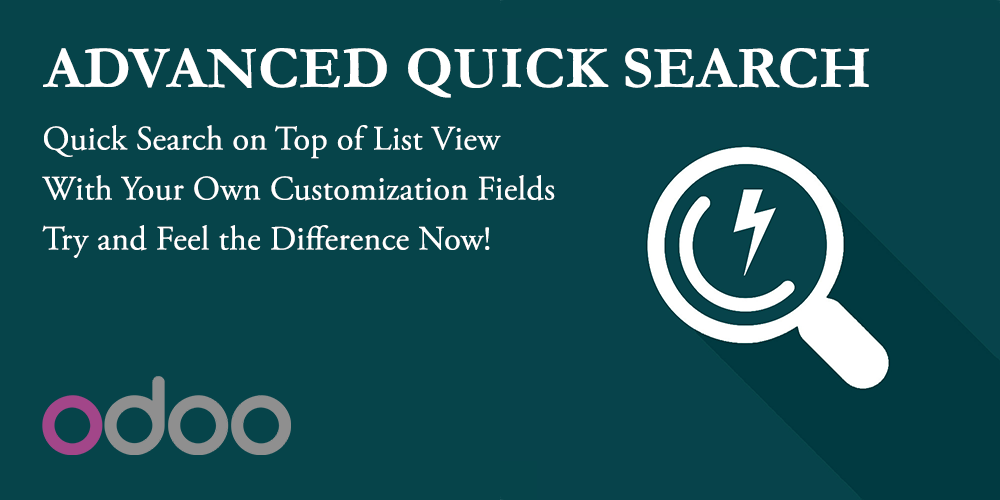 ADVANCED QUICK SEARCH
Quick Search on Top of List View
With Your Own Customization Fields
Try and Feel the Difference Now!
odoo